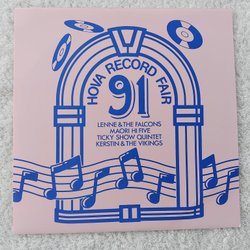 HOVA RECORD FAIR
91
LENNE & THE FALCONS
MAORI HI FIVE
TICKY SHOW QUINTET
KERSTIN & THE VIKINGS